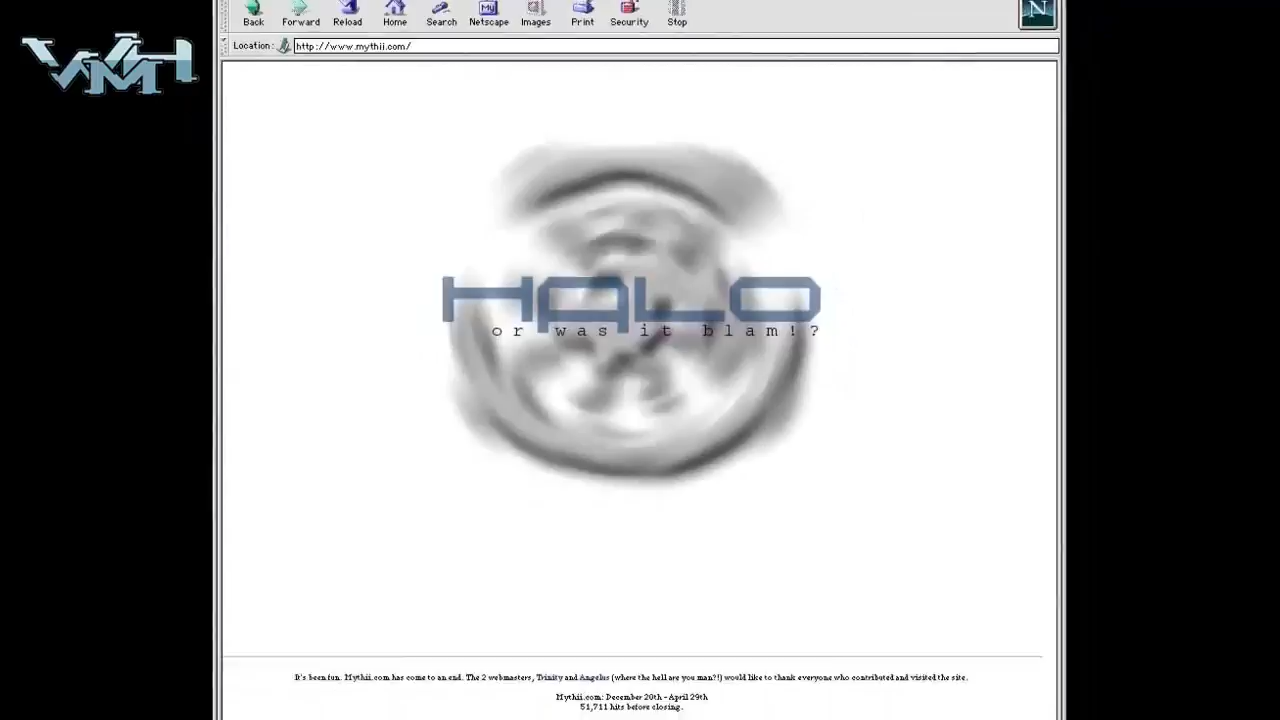 Back Forward Reload Home Search Netscape Images Print Security Stop
N
My
VMH
Location: http://www.mythii.com/
HALO
or was it blam!?
It's been fun. Mythii.com has come to an end. The 2 webmasters, Trinity and Angelus (where the hell are you man?!) would like to thank everyone who contributed and visited the site.
Mythii.com: December 20th - April 29th
51,711 hits before closing.